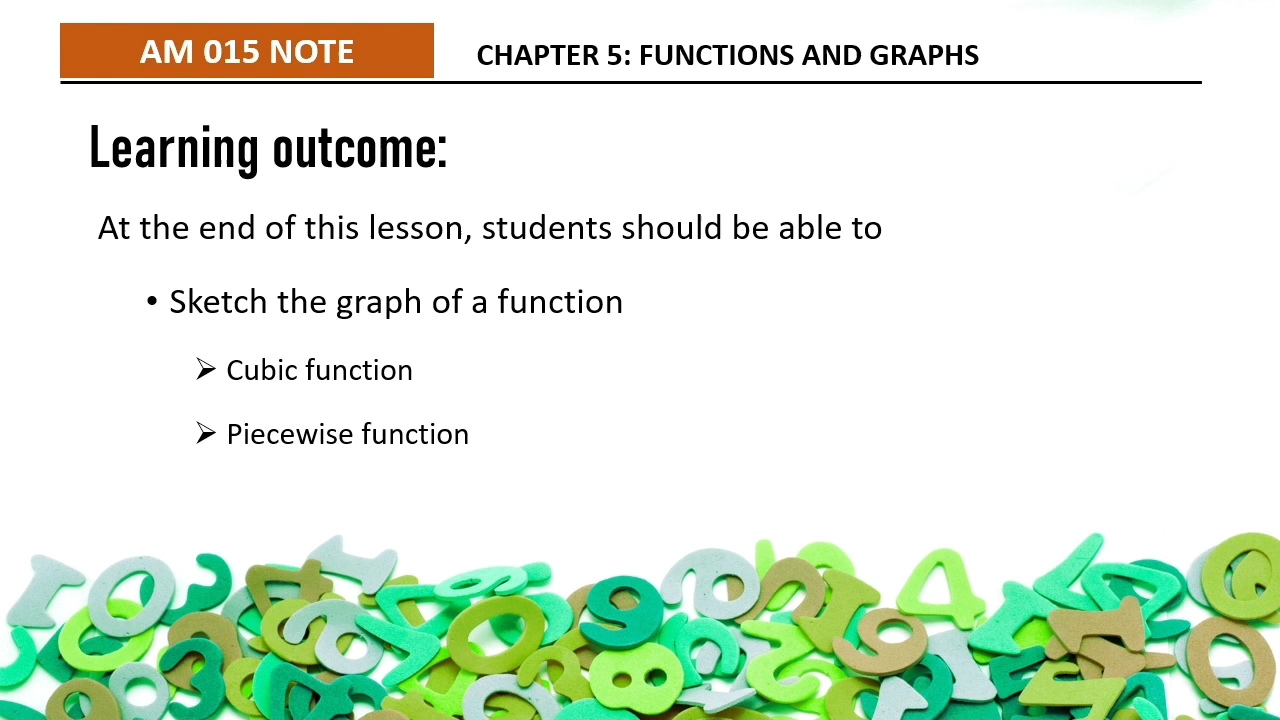 AM 015 NOTE
CHAPTER 5: FUNCTIONS AND GRAPHS
Learning outcome:
At the end of this lesson, students should be able to
• Sketch the graph of a function
➢ Cubic function
➢ Piecewise function